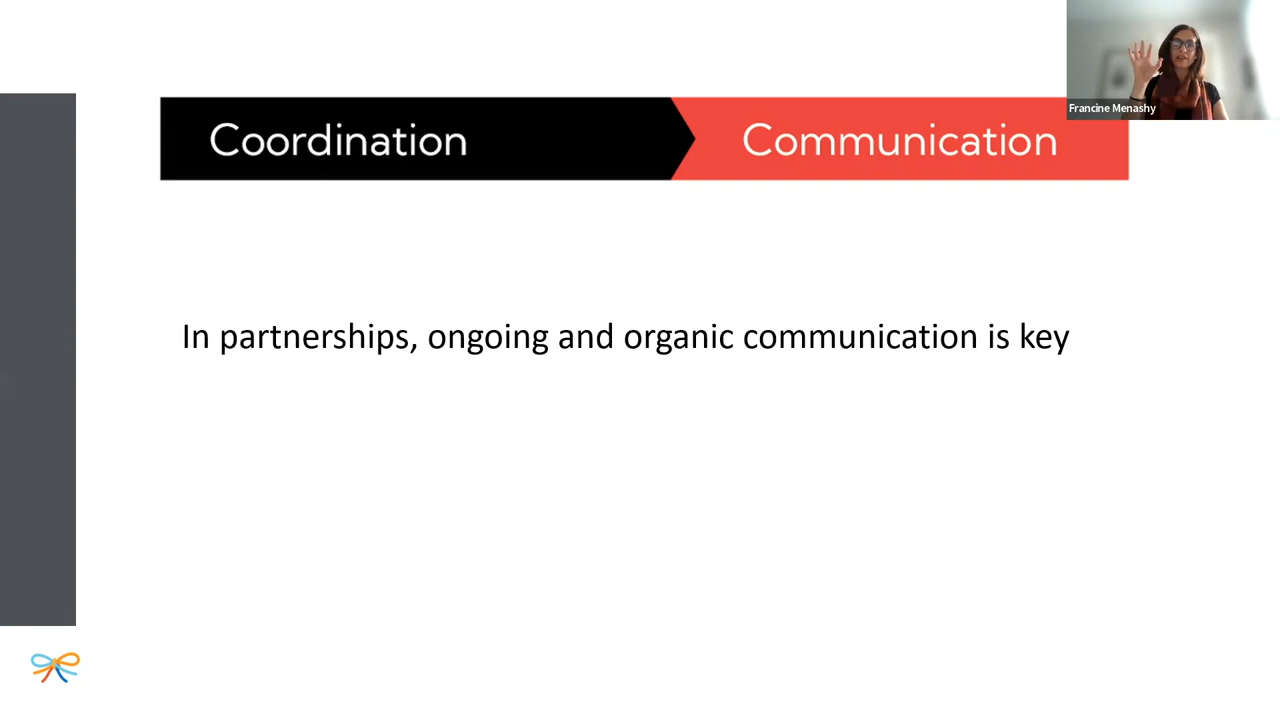 Coordination
Communication
Francine Menashy
In partnerships, ongoing and organic communication is key